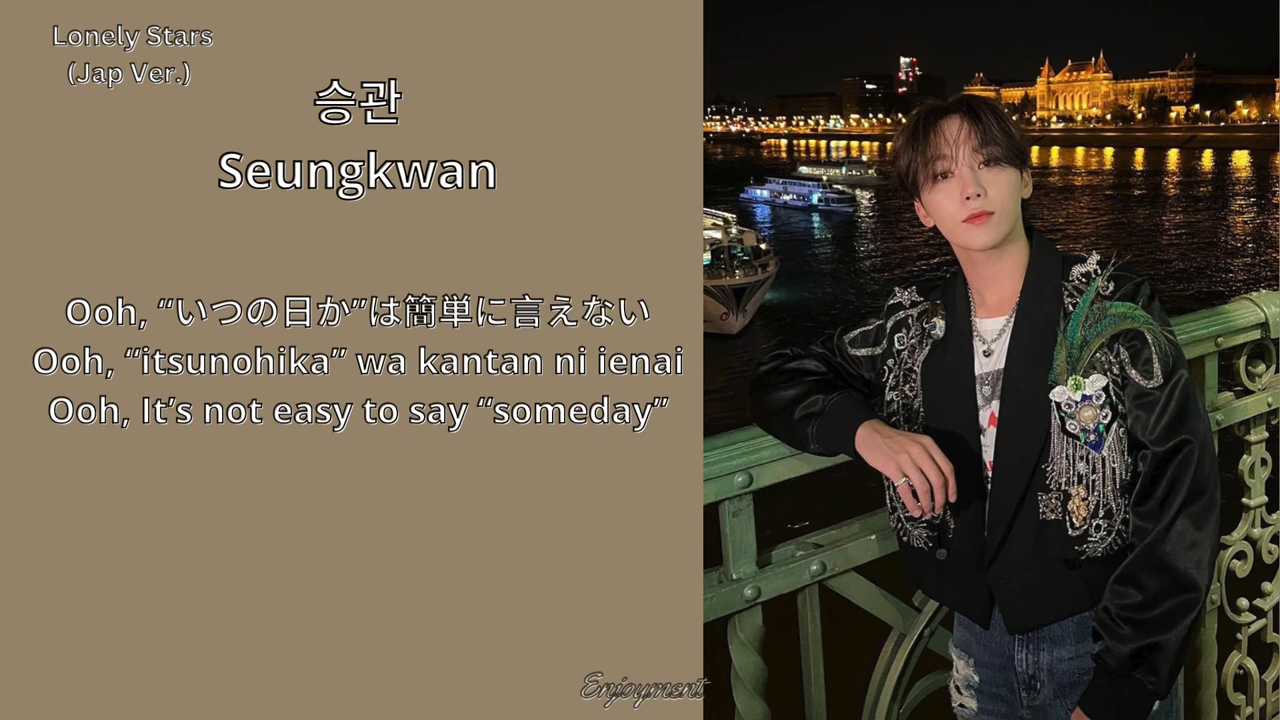 Lonely Stars
(Jap Ver.)
승관
Seungkwan
Ooh, “いつの日か”は簡単に言えない
Ooh, “itsunohika” wa kantan ni ienai
Ooh, It’s not easy to say “someday”
Enjoyment